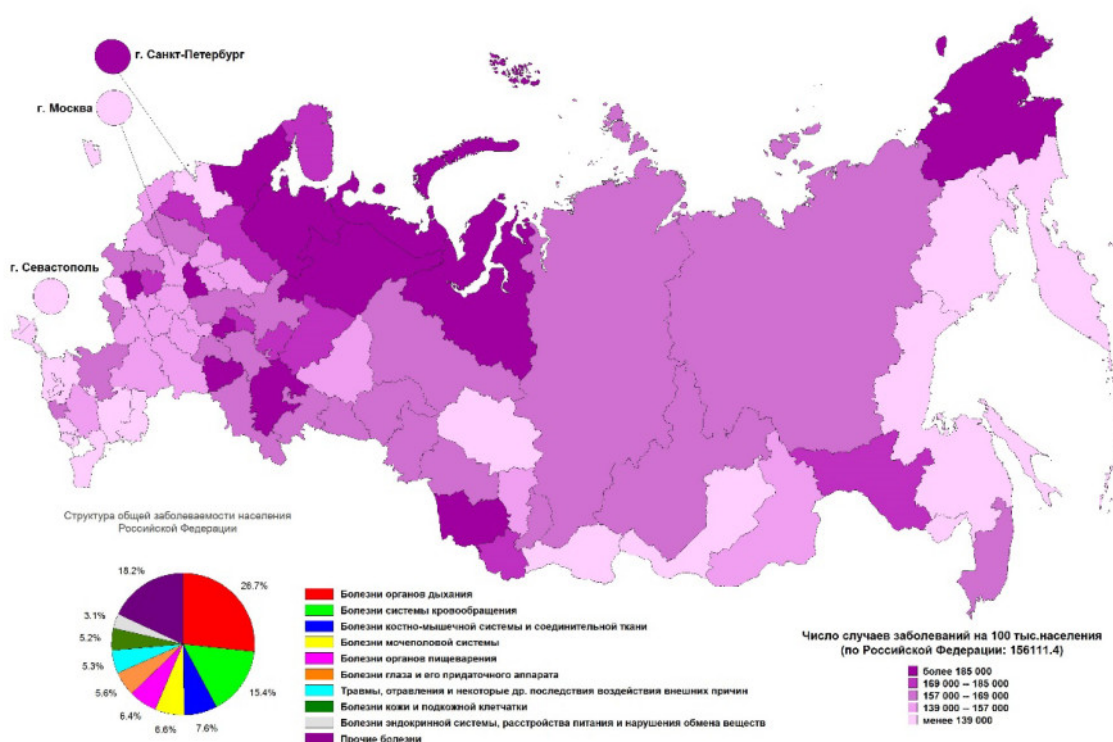 г. Санкт-Петербург
г. Москва
г. Севастополь
Структура общей заболеваемости населения
Российской Федерации
26.7%
15.4%
7.6%
6.6%
6.4%
5.6%
5.3%
5.2%
3.1%
18.2%
Болезни органов дыхания
Болезни системы кровообращения
Болезни костно-мышечной системы и соединительной ткани
Болезни мочеполовой системы
Болезни органов пищеварения
Болезни глаза и его придаточного аппарата
Травмы, отравления и некоторые др. последствия воздействия внешних причин
Болезни кожи и подкожной клетчатки
Болезни эндокринной системы, расстройства питания и нарушения обмена веществ
Прочие болезни
Число случаев заболеваний на 100 тыс.населения
(по Российской Федерации: 156111.4)
более 185 000
169 000 -- 185 000
157 000 -- 169 000
139 000 -- 157 000
менее 139 000